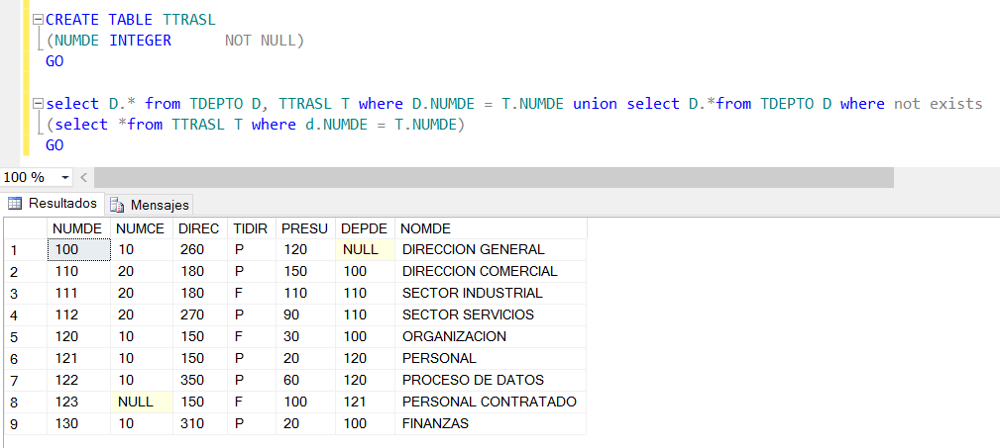 CREATE TABLE TTRASL
(NUMDE INTEGER      NOT NULL)
GO
select D.* from TDEPTO D, TTRASL T where D.NUMDE = T.NUMDE union select D.*from TDEPTO D where not exists
(select *from TTRASL T where d.NUMDE = T.NUMDE)
GO
100 %
Resultados Mensajes
NUMDE NUMCE DIREC TIDIR PRESU DEPDE NOMDE
1 100 10 260 P 120 NULL DIRECCION GENERAL
2 110 20 180 P 150 100 DIRECCION COMERCIAL
3 111 20 180 F 110 110 SECTOR INDUSTRIAL
4 112 20 270 P 90 110 SECTOR SERVICIOS
5 120 10 150 F 30 100 ORGANIZACION
6 121 10 150 P 20 120 PERSONAL
7 122 10 350 P 60 120 PROCESO DE DATOS
8 123 NULL 150 F 100 121 PERSONAL CONTRATADO
9 130 10 310 P 20 100 FINANZAS